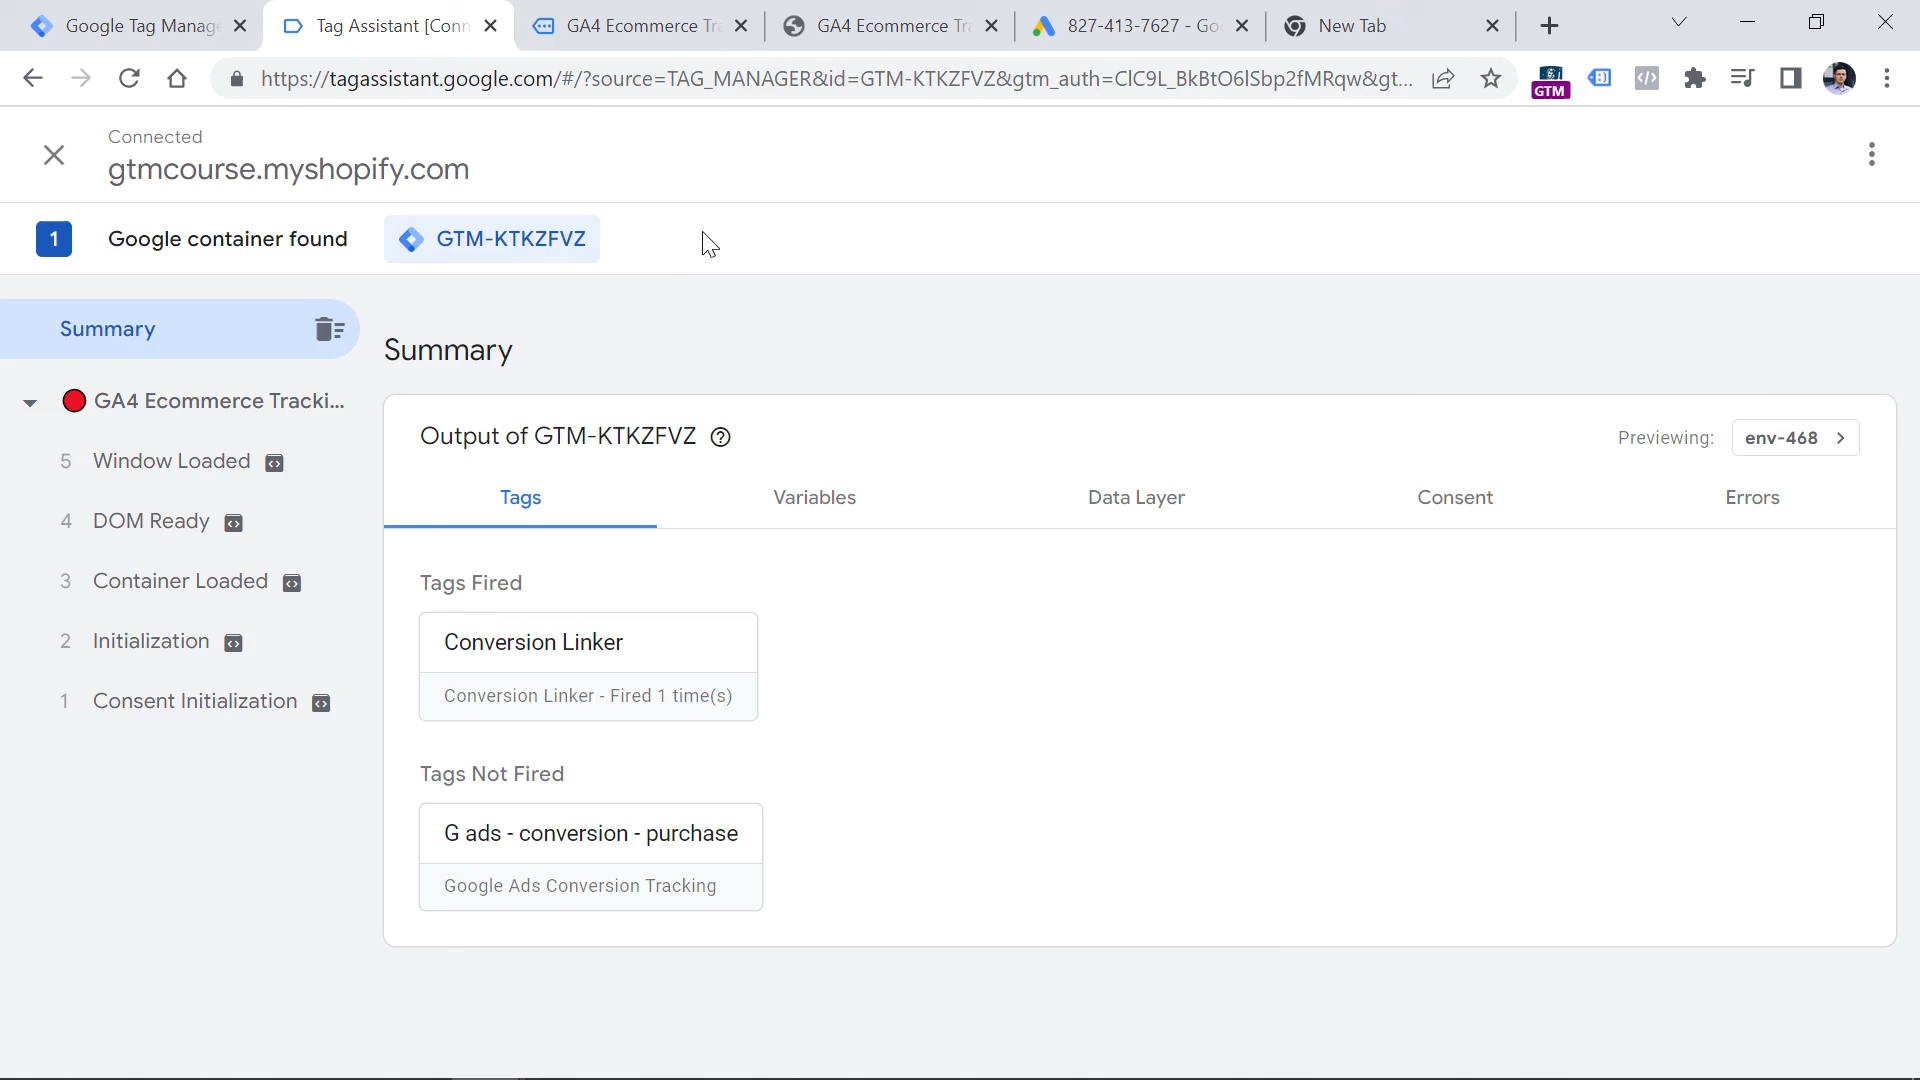 Google Tag Manage
Tag Assistant [Conn
GA4 Ecommerce Tra
GA4 Ecommerce Tra
827-413-7627 - Goo
New Tab
https://tagassistant.google.com/#/?source=TAG_MANAGER&id=GTM-KTKZFVZ&gtm_auth=ClC9L_BkBtO6lSbp2fMRqw&gt...
GTM
Connected
gtmcourse.myshopify.com
1
Google container found
GTM-KTKZFVZ
Summary
GA4 Ecommerce Tracki...
5 Window Loaded
4 DOM Ready
3 Container Loaded
2 Initialization
1 Consent Initialization
Summary
Output of GTM-KTKZFVZ
Previewing: env-468
Tags
Variables
Data Layer
Consent
Errors
Tags Fired
Conversion Linker
Conversion Linker - Fired 1 time(s)
Tags Not Fired
G ads - conversion - purchase
Google Ads Conversion Tracking